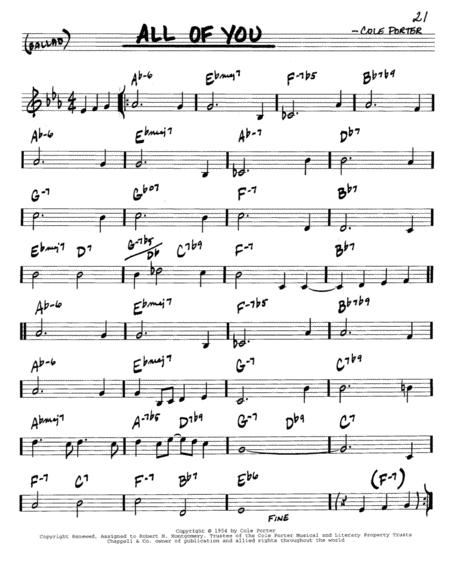 21
(BALLAD) ALL OF YOU – COLE PORTER
Ab-6 Ebmaj7 F-7b5 Bb7b9
Ab-6 Ebmaj7 Ab-7 Db7
G-7 Gbo7 F-7 Bb7
Ebmaj7 D7 G-7b5/Db C7b9 F-7 Bb7
Ab-6 Ebmaj7 F-7b5 Bb7b9
Ab-6 Ebmaj7 G-7 C7b9
Abmaj7 A-7b5 D7b9 G-7 Db9 C7
F-7 C7 F-7 Bb7 Eb6 (F-7)
FINE
Copyright © 1954 by Cole Porter
Copyright Renewed, Assigned to Robert H. Montgomery, Trustee of the Cole Porter Musical and Literary Property Trusts
Chappell & Co. owner of publication and allied rights throughout the world